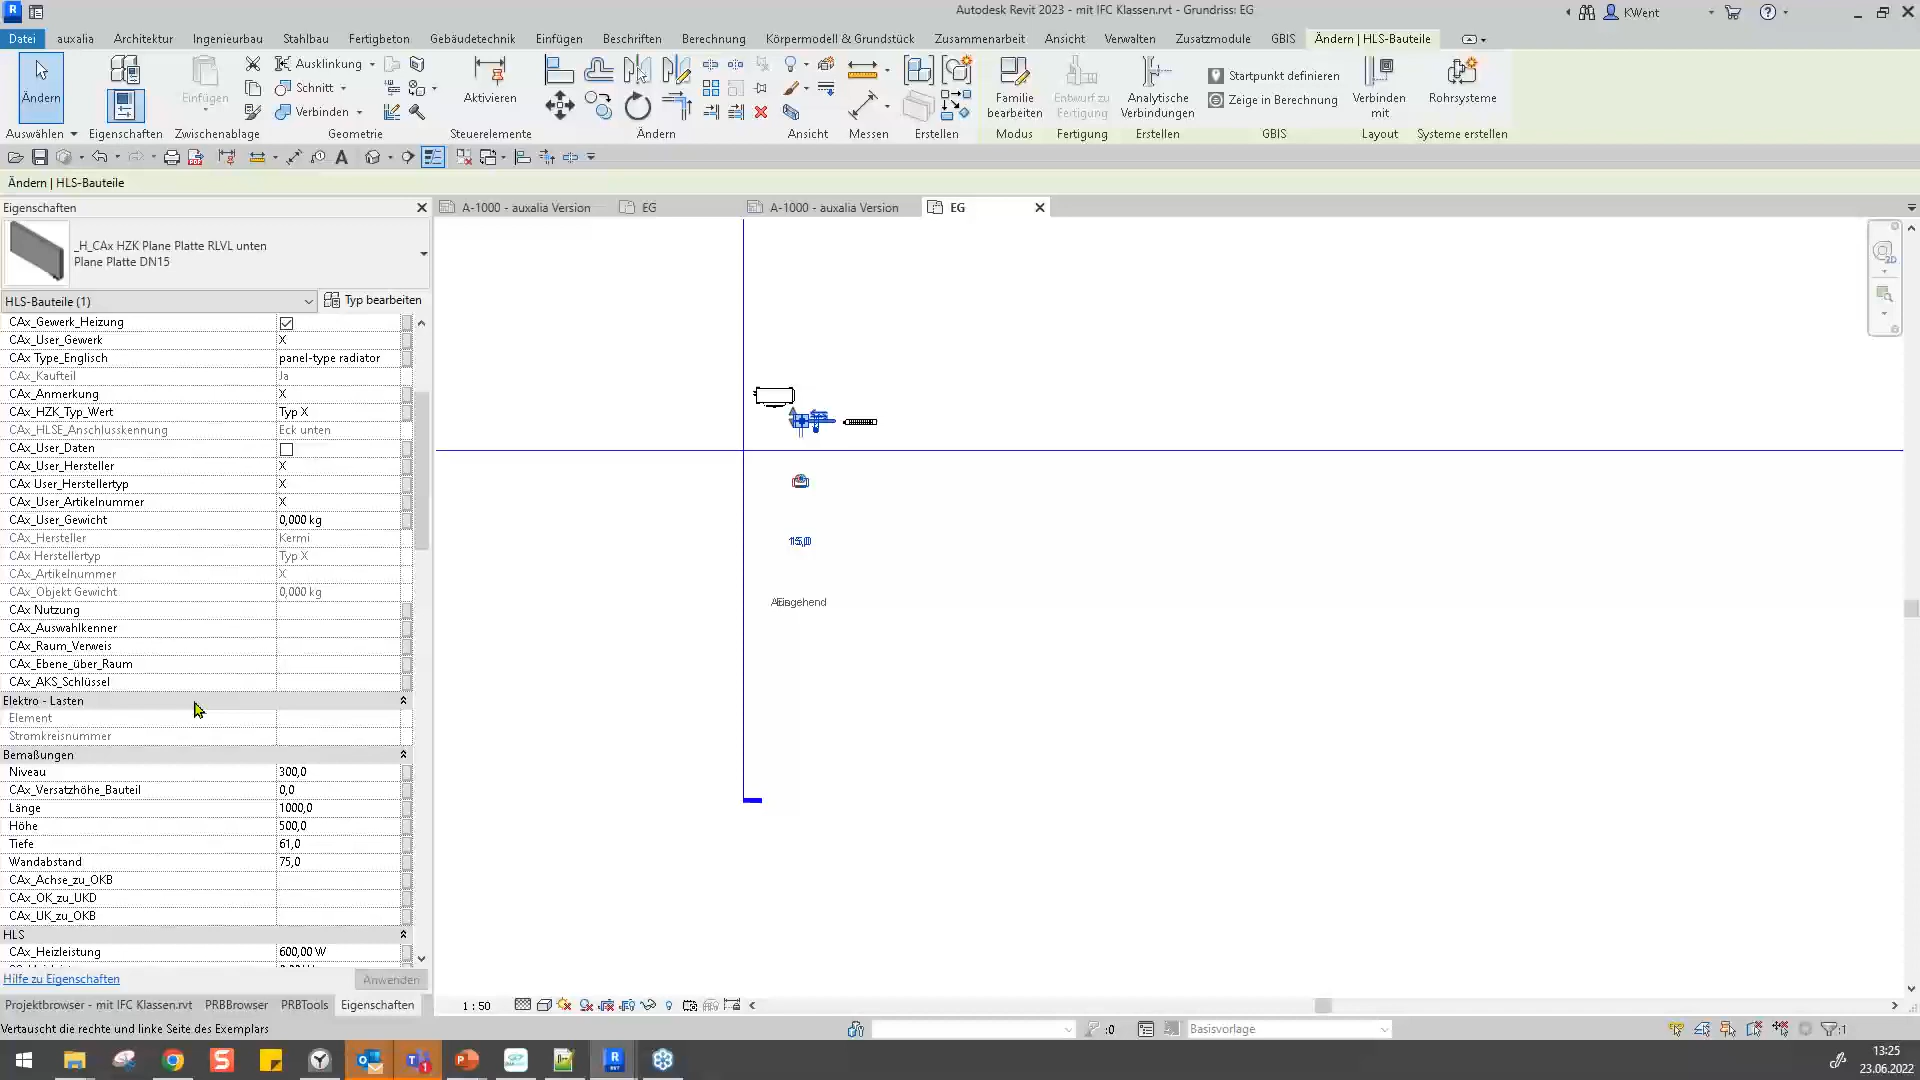 Autodesk Revit 2023 - mit IFC Klassen.rvt - Grundriss: EG
KWent
Datei auxalia Architektur Ingenieurbau Stahlbau Fertigbeton Gebäudetechnik Einfügen Beschriften Berechnung Körpermodell & Grundstück Zusammenarbeit Ansicht Verwalten Zusatzmodule GBIS Ändern | HLS-Bauteile
Ausklinkung
Schnitt
Verbinden
Ändern
Einfügen
Aktivieren
Familie bearbeiten
Entwurf zu Fertigung
Analytische Verbindungen
Startpunkt definieren
Zeige in Berechnung
Verbinden mit
Rohrsysteme
Auswählen Eigenschaften Zwischenablage Geometrie Steuerelemente Ändern Ansicht Messen Erstellen Modus Fertigung Erstellen GBIS Layout Systeme erstellen
Ändern | HLS-Bauteile
Eigenschaften
A-1000 - auxalia Version EG A-1000 - auxalia Version EG
_H_CAx HZK Plane Platte RLVL unten
Plane Platte DN15
HLS-Bauteile (1) Typ bearbeiten
CAx_Gewerk_Heizung
CAx_User_Gewerk X
CAx Type_Englisch panel-type radiator
CAx_Kaufteil Ja
CAx_Anmerkung X
CAx_HZK_Typ_Wert Typ X
CAx_HLSE_Anschlusskennung Eck unten
CAx_User_Daten
CAx_User_Hersteller X
CAx User_Herstellertyp X
CAx_User_Artikelnummer X
CAx_User_Gewicht 0,000 kg
CAx_Hersteller Kermi
CAx Herstellertyp Typ X
CAx_Artikelnummer X
CAx_Objekt Gewicht 0,000 kg
CAx Nutzung
CAx_Auswahlkenner
CAx_Raum_Verweis
CAx_Ebene_über_Raum
CAx_AKS_Schlüssel
Elektro - Lasten
Element
Stromkreisnummer
Bemaßungen
Niveau 300,0
CAx_Versatzhöhe_Bauteil 0,0
Länge 1000,0
Höhe 500,0
Tiefe 61,0
Wandabstand 75,0
CAx_Achse_zu_OKB
CAx_OK_zu_UKD
CAx_UK_zu_OKB
HLS
CAx_Heizleistung 600,00 W
Hilfe zu Eigenschaften Anwenden
15,0
Projektbrowser - mit IFC Klassen.rvt PRBBrowser PRBTools Eigenschaften
1 : 50
Vertauscht die rechte und linke Seite des Exemplars
:0
Basisvorlage
:1
13:25
23.06.2022